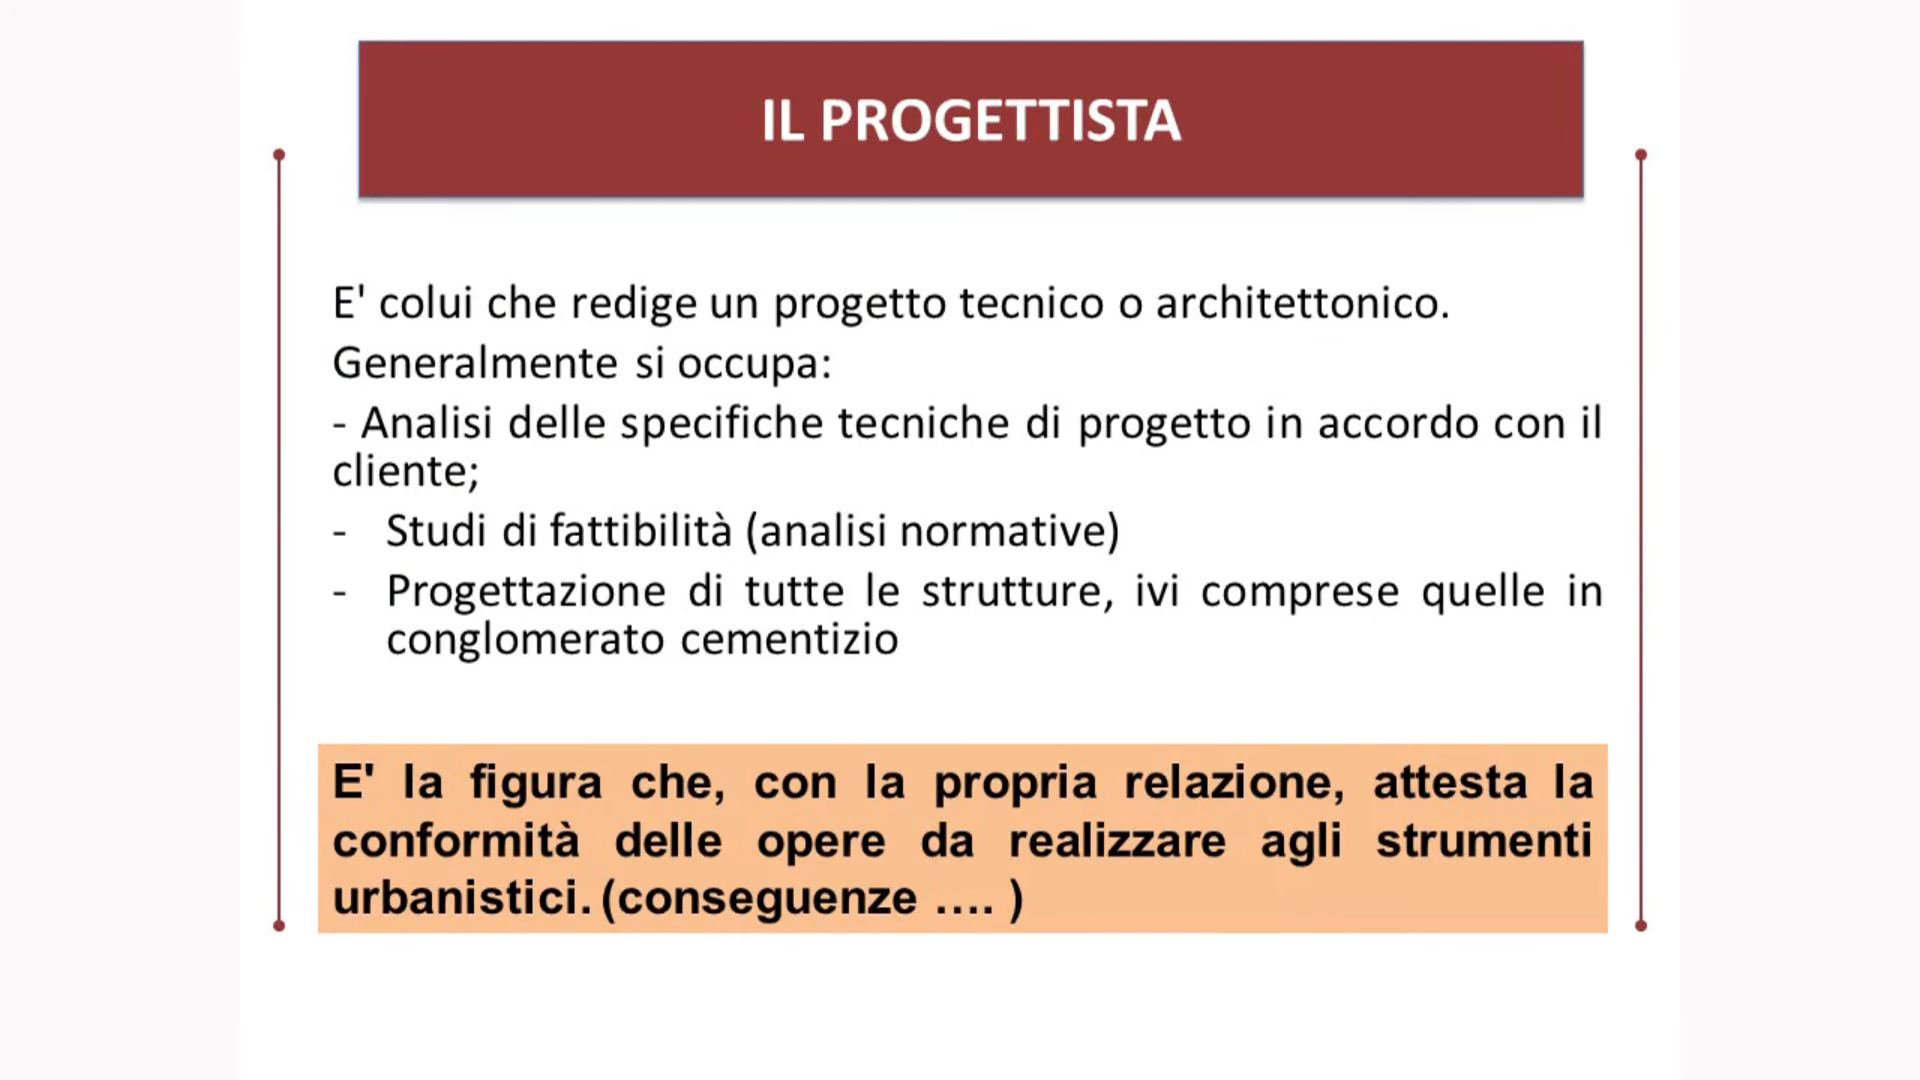 IL PROGETTISTA
E' colui che redige un progetto tecnico o architettonico.
Generalmente si occupa:
- Analisi delle specifiche tecniche di progetto in accordo con il
cliente;
- Studi di fattibilità (analisi normative)
- Progettazione di tutte le strutture, ivi comprese quelle in
conglomerato cementizio
E' la figura che, con la propria relazione, attesta la
conformità delle opere da realizzare agli strumenti
urbanistici. (conseguenze .... )